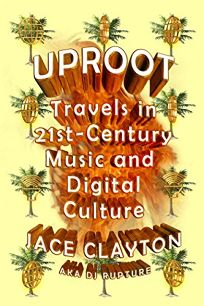 UPROOT
Travels in
21st-Century
Music and
Digital
Culture
JACE CLAYTON
AKA DJ RUPTURE